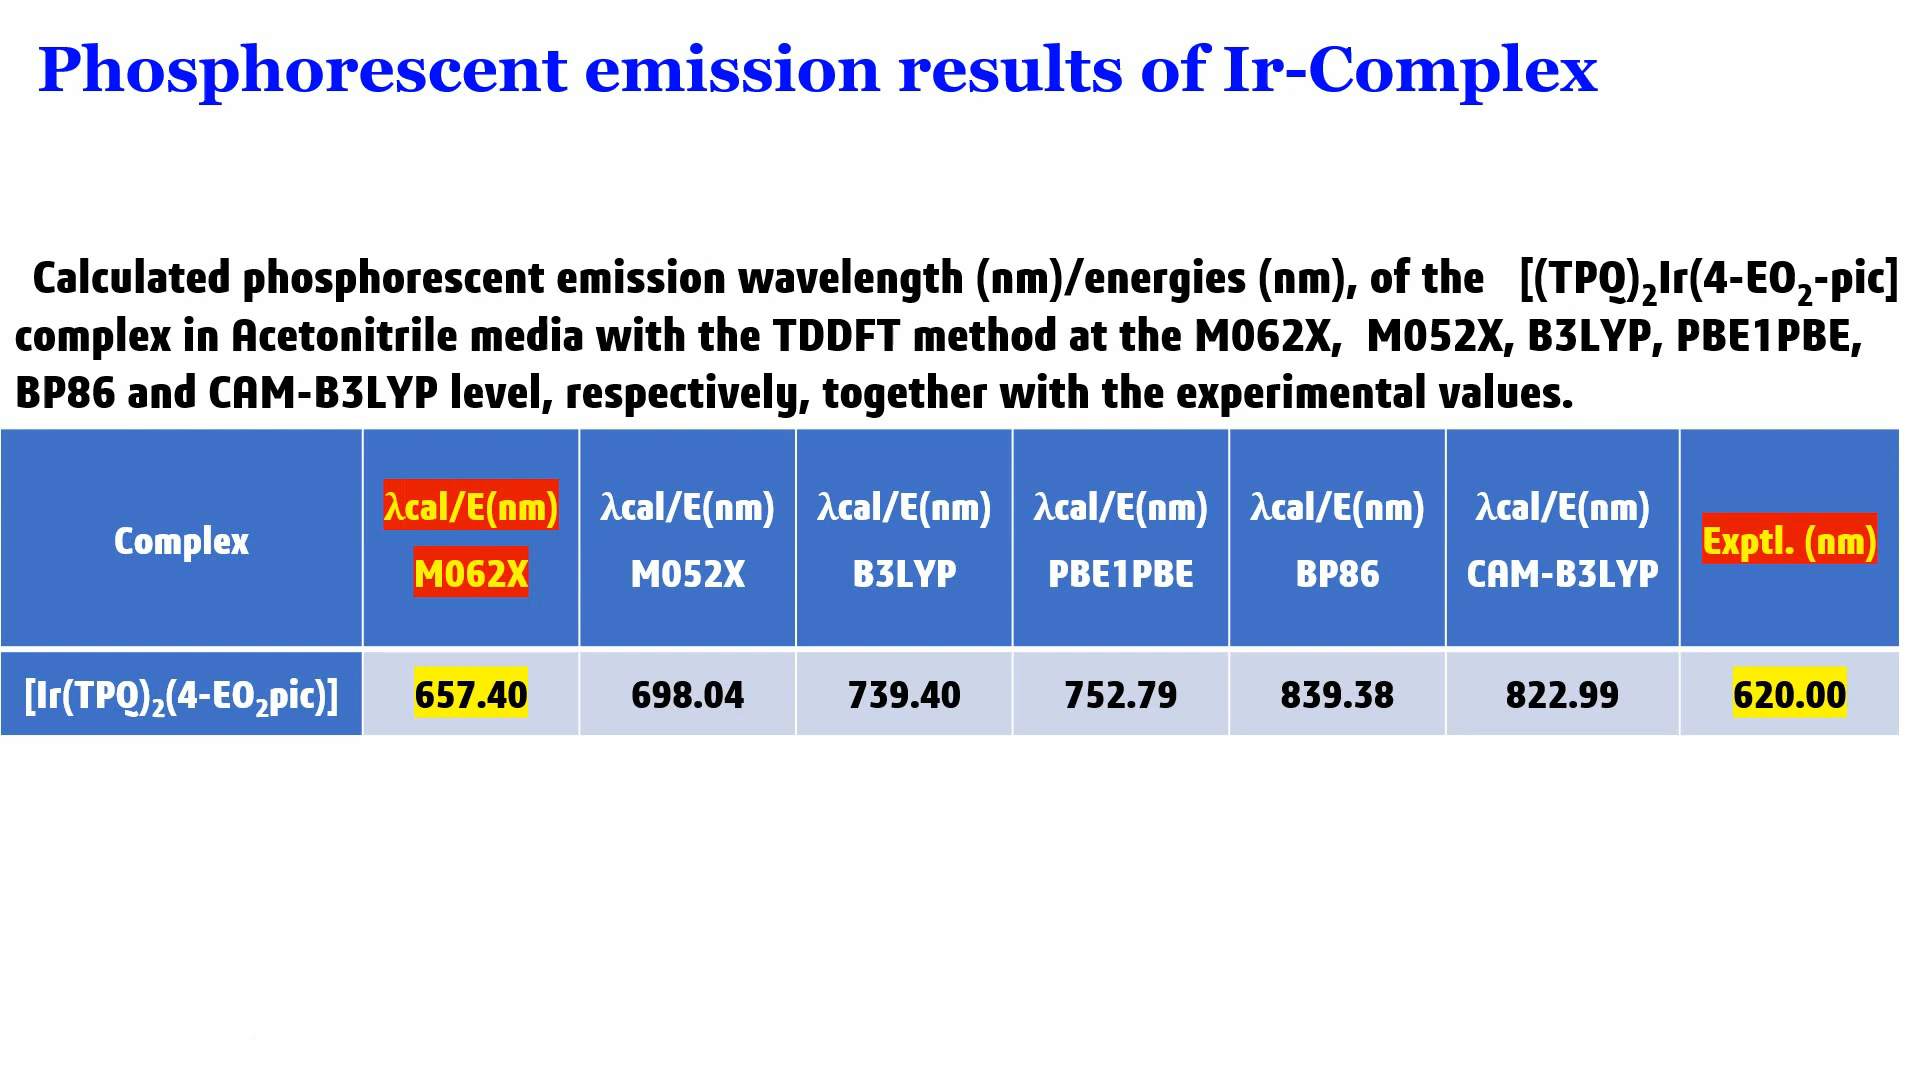 Phosphorescent emission results of Ir-Complex
Calculated phosphorescent emission wavelength (nm)/energies (nm), of the [(TPQ)₂Ir(4-EO₂-pic]
complex in Acetonitrile media with the TDDFT method at the M062X, M052X, B3LYP, PBE1PBE,
BP86 and CAM-B3LYP level, respectively, together with the experimental values.
Complex
λcal/E(nm)
M062X
λcal/E(nm)
M052X
λcal/E(nm)
B3LYP
λcal/E(nm)
PBE1PBE
λcal/E(nm)
BP86
λcal/E(nm)
CAM-B3LYP
Exptl. (nm)
[Ir(TPQ)₂(4-EO₂pic)]
657.40
698.04
739.40
752.79
839.38
822.99
620.00